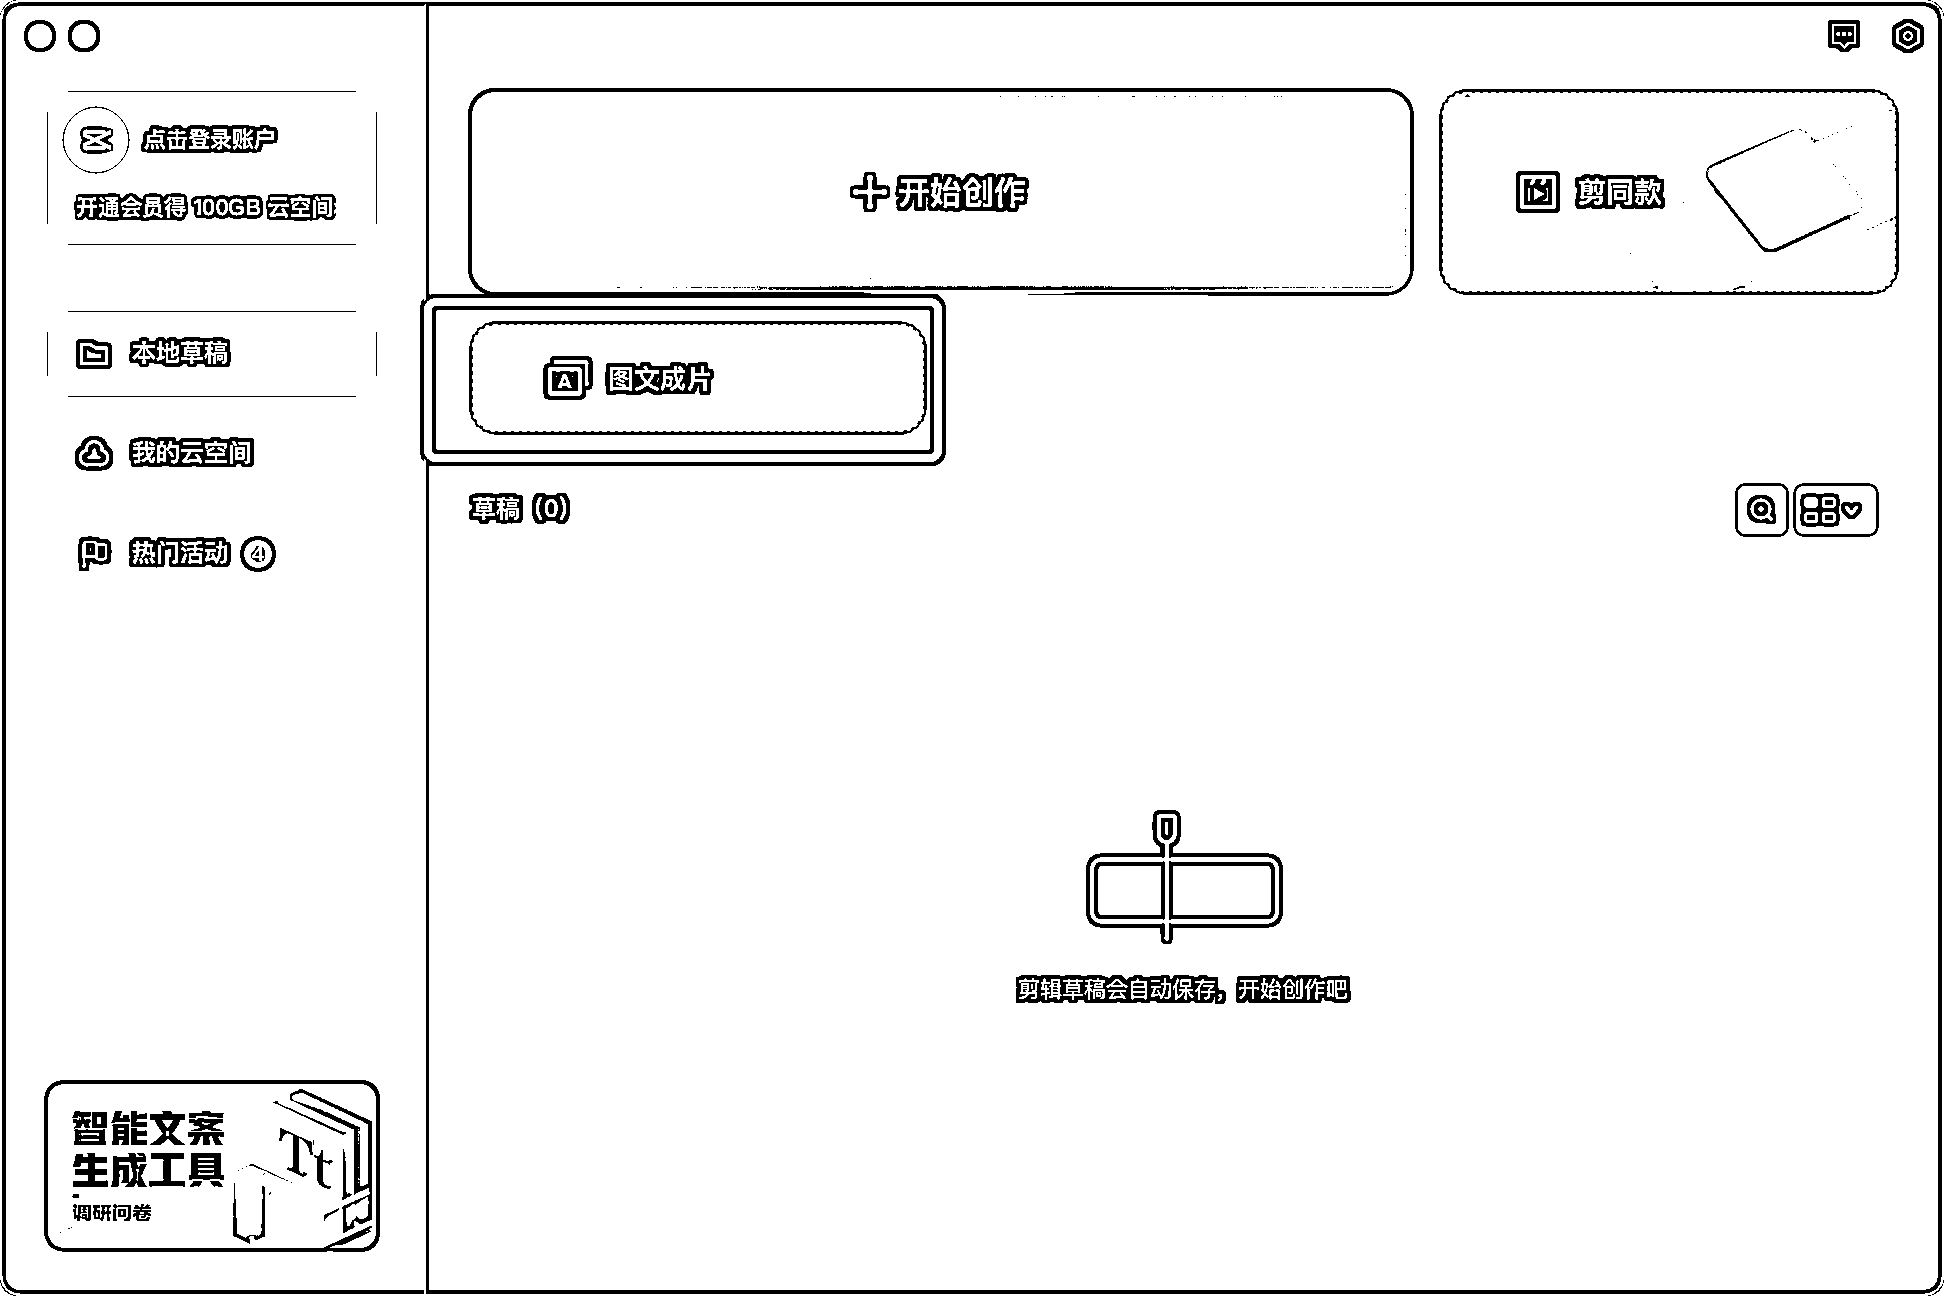 点击登录账户
开通会员得 100GB 云空间
本地草稿
我的云空间
热门活动 4
智能文案
生成工具
调研问卷
Tt
开始创作
剪同款
A 图文成片
草稿（0）
剪辑草稿会自动保存，开始创作吧